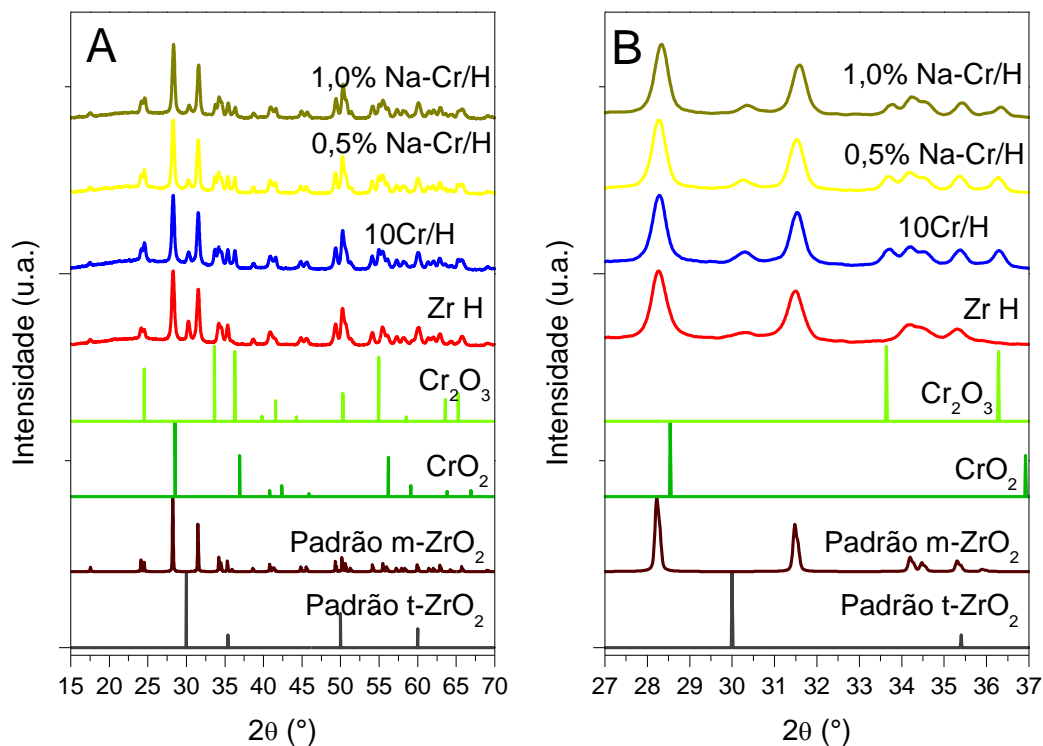 A
1,0% Na-Cr/H
0,5% Na-Cr/H
10Cr/H
Zr H
Cr₂O₃
CrO₂
Padrão m-ZrO₂
Padrão t-ZrO₂
Intensidade (u.a.)
15 20 25 30 35 40 45 50 55 60 65 70
2θ (°)
B
1,0% Na-Cr/H
0,5% Na-Cr/H
10Cr/H
Zr H
Cr₂O₃
CrO₂
Padrão m-ZrO₂
Padrão t-ZrO₂
Intensidade (u.a.)
27 28 29 30 31 32 33 34 35 36 37
2θ (°)